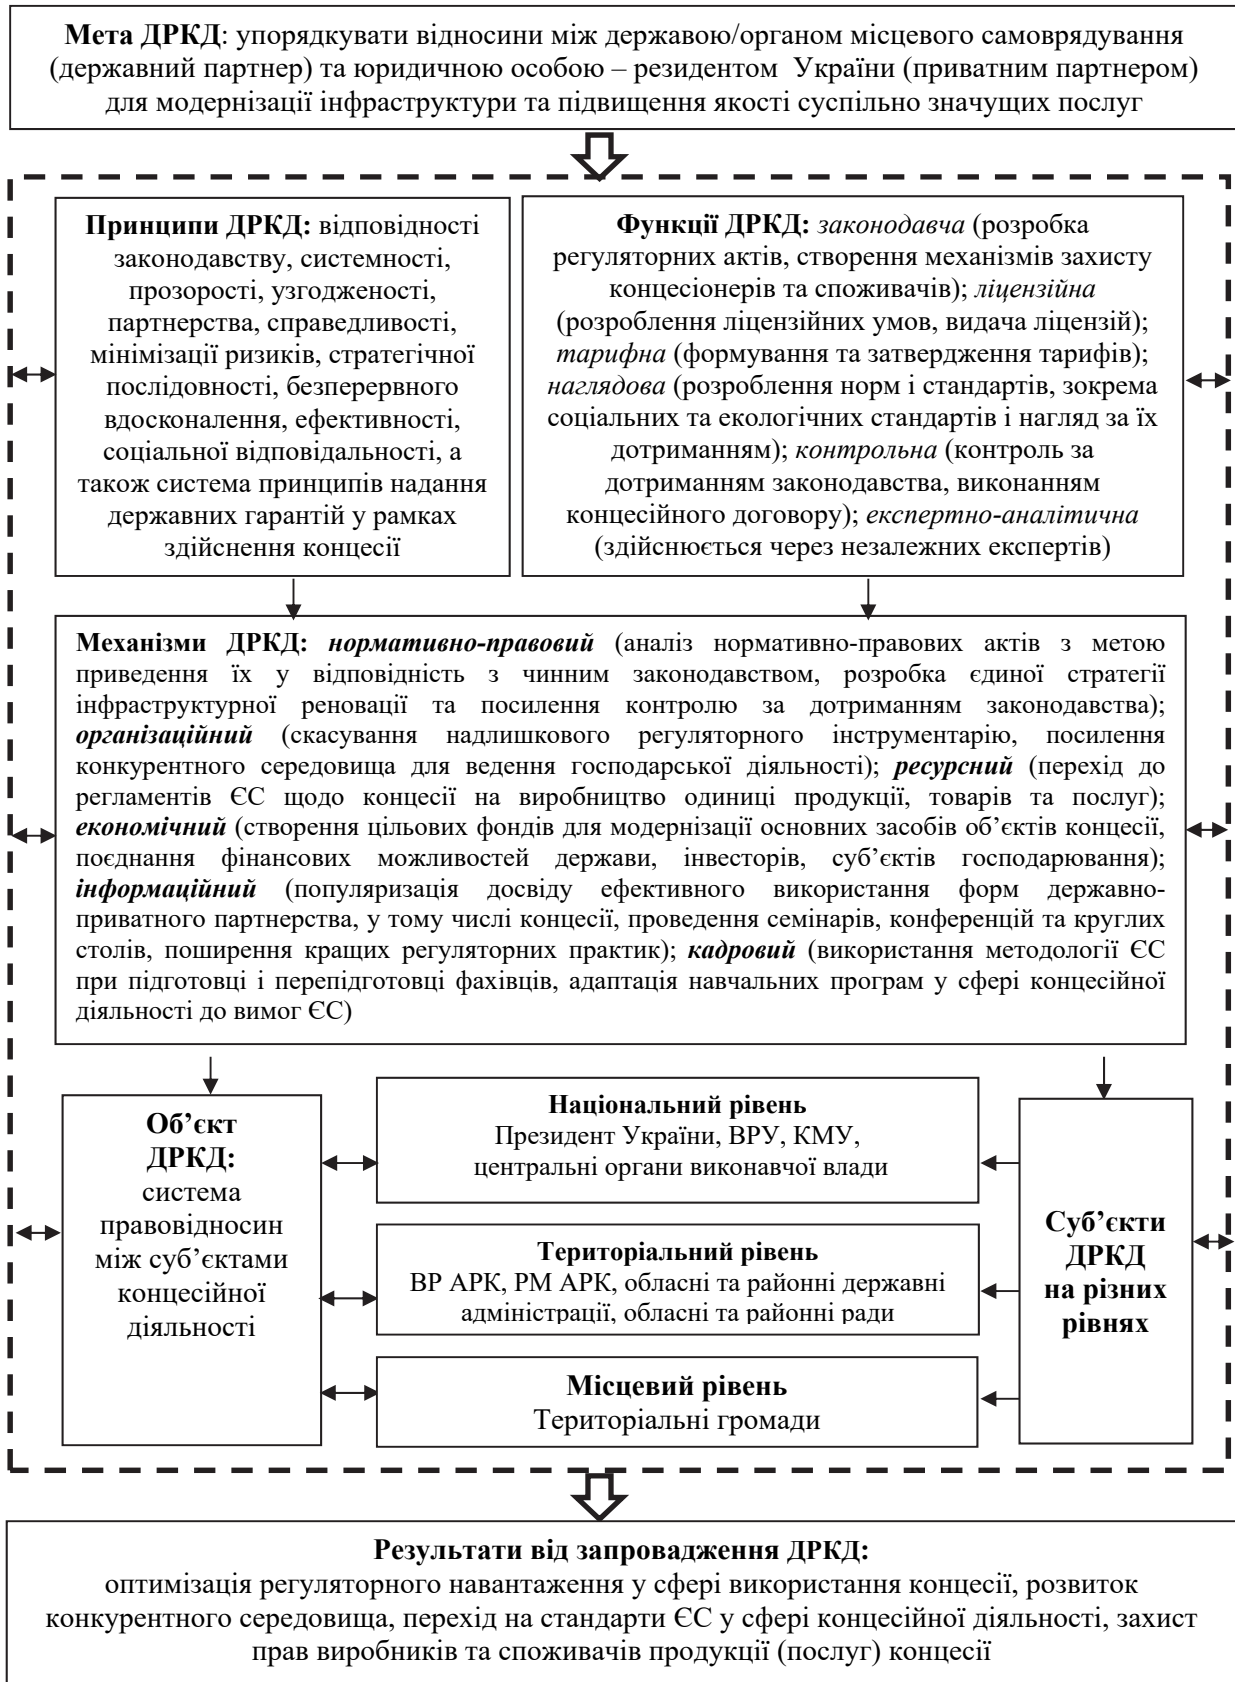 Мета ДРКД: упорядкувати відносини між державою/органом місцевого самоврядування
(державний партнер) та юридичною особою – резидентом України (приватним партнером)
для модернізації інфраструктури та підвищення якості суспільно значущих послуг
Принципи ДРКД: відповідності
законодавству, системності,
прозорості, узгодженості,
партнерства, справедливості,
мінімізації ризиків, стратегічної
послідовності, безперервного
вдосконалення, ефективності,
соціальної відповідальності, а
також система принципів надання
державних гарантій у рамках
здійснення концесії
Функції ДРКД: законодавча (розробка
регуляторних актів, створення механізмів захисту
концесіонерів та споживачів); ліцензійна
(розроблення ліцензійних умов, видача ліцензій);
тарифна (формування та затвердження тарифів);
наглядова (розроблення норм і стандартів, зокрема
соціальних та екологічних стандартів і нагляд за їх
дотриманням); контрольна (контроль за
дотриманням законодавства, виконанням
концесійного договору); експертно-аналітична
(здійснюється через незалежних експертів)
Механізми ДРКД: нормативно-правовий (аналіз нормативно-правових актів з метою
приведення їх у відповідність з чинним законодавством, розробка єдиної стратегії
інфраструктурної реновації та посилення контролю за дотриманням законодавства);
організаційний (скасування надлишкового регуляторного інструментарію, посилення
конкурентного середовища для ведення господарської діяльності); ресурсний (перехід до
регламентів ЄС щодо концесії на виробництво одиниці продукції, товарів та послуг);
економічний (створення цільових фондів для модернізації основних засобів об’єктів концесії,
поєднання фінансових можливостей держави, інвесторів, суб’єктів господарювання);
інформаційний (популяризація досвіду ефективного використання форм державно-
приватного партнерства, у тому числі концесії, проведення семінарів, конференцій та круглих
столів, поширення кращих регуляторних практик); кадровий (використання методології ЄС
при підготовці і перепідготовці фахівців, адаптація навчальних програм у сфері концесійної
діяльності до вимог ЄС)
Об’єкт
ДРКД:
система
правовідносин
між суб’єктами
концесійної
діяльності
Національний рівень
Президент України, ВРУ, КМУ,
центральні органи виконавчої влади
Територіальний рівень
ВР АРК, РМ АРК, обласні та районні державні
адміністрації, обласні та районні ради
Місцевий рівень
Територіальні громади
Суб’єкти
ДРКД
на різних
рівнях
Результати від запровадження ДРКД:
оптимізація регуляторного навантаження у сфері використання концесії, розвиток
конкурентного середовища, перехід на стандарти ЄС у сфері концесійної діяльності, захист
прав виробників та споживачів продукції (послуг) концесії